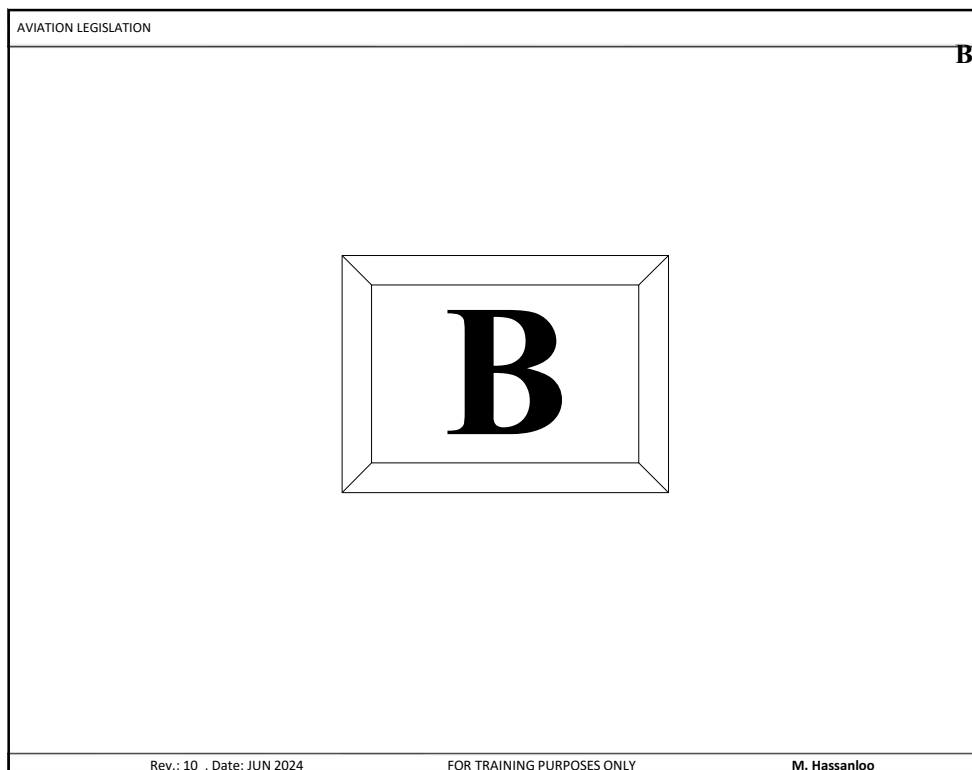 AVIATION LEGISLATION
B
B
Rev.: 10 , Date: JUN 2024 FOR TRAINING PURPOSES ONLY M. Hassanloo